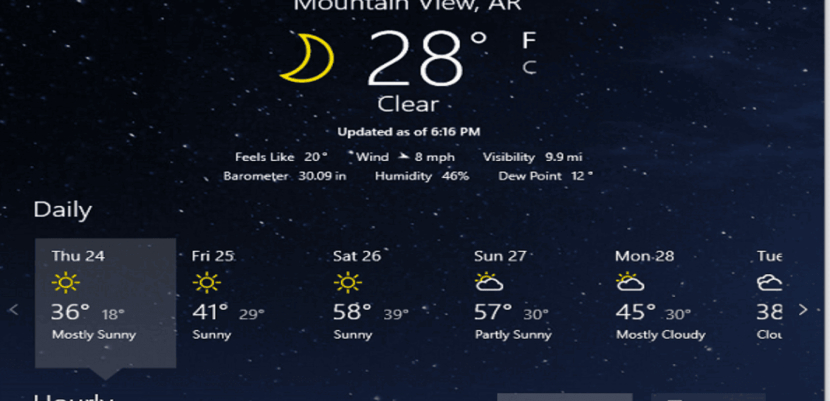 Mountain View, AR
28° F
C
Clear
Updated as of 6:16 PM
Feels Like 20° Wind 8 mph Visibility 9.9 mi
Barometer 30.09 in Humidity 46% Dew Point 12°
Daily
Thu 24 Fri 25 Sat 26 Sun 27 Mon 28 Tue
36° 18° 41° 29° 58° 39° 57° 30° 45° 30° 38
Mostly Sunny Sunny Sunny Partly Sunny Mostly Cloudy Clou
Hourly